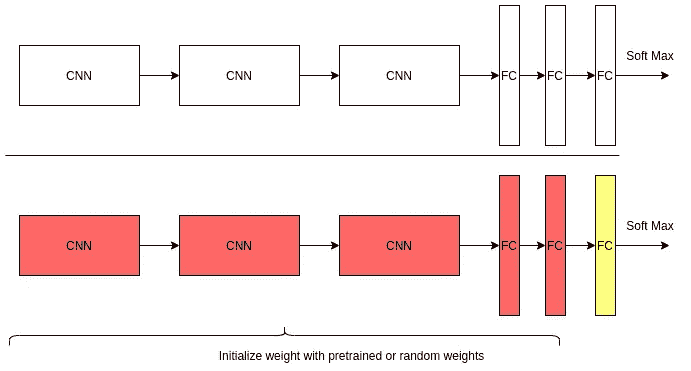 CNN
CNN
CNN
FC
FC
FC
Soft Max
CNN
CNN
CNN
FC
FC
FC
Soft Max
Initialize weight with pretrained or random weights